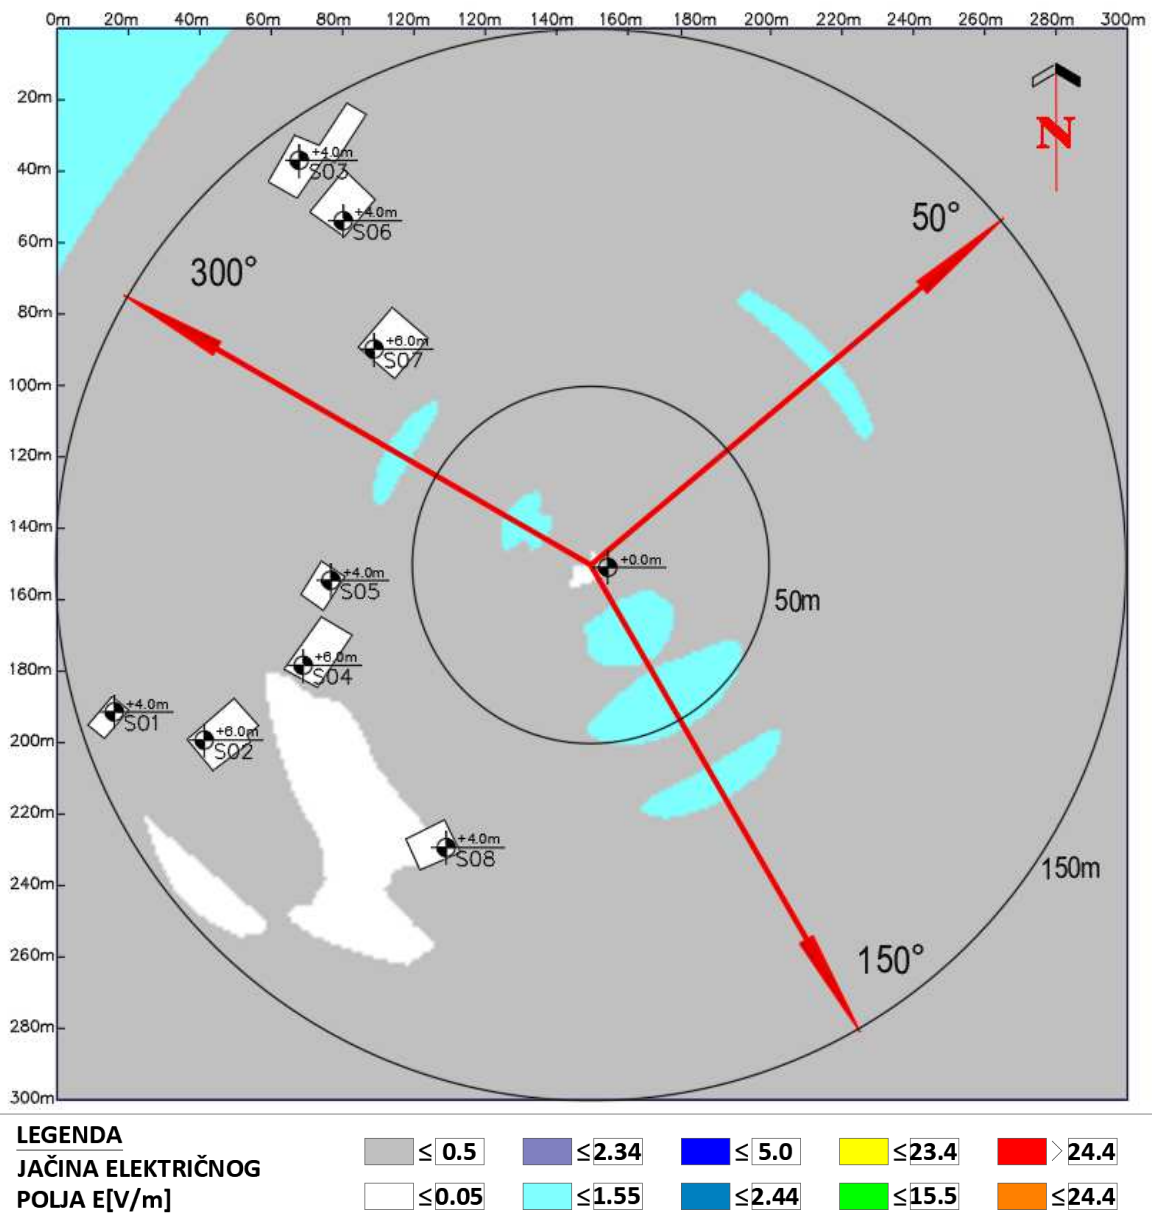 0m 20m 40m 60m 80m 100m 120m 140m 160m 180m 200m 220m 240m 260m 280m 300m
20m
40m
60m
80m
100m
120m
140m
160m
180m
200m
220m
240m
260m
280m
300m
N
+4.0m
S03
+4.0m
S06
50°
300°
+6.0m
S07
+0.0m
+4.0m
S05
50m
+6.0m
S04
+4.0m
S01
+6.0m
S02
+4.0m
S08
150m
150°
LEGENDA
JAČINA ELEKTRIČNOG
POLJA E[V/m]
≤ 0.5 ≤ 2.34 ≤ 5.0 ≤ 23.4 > 24.4
≤ 0.05 ≤ 1.55 ≤ 2.44 ≤ 15.5 ≤ 24.4